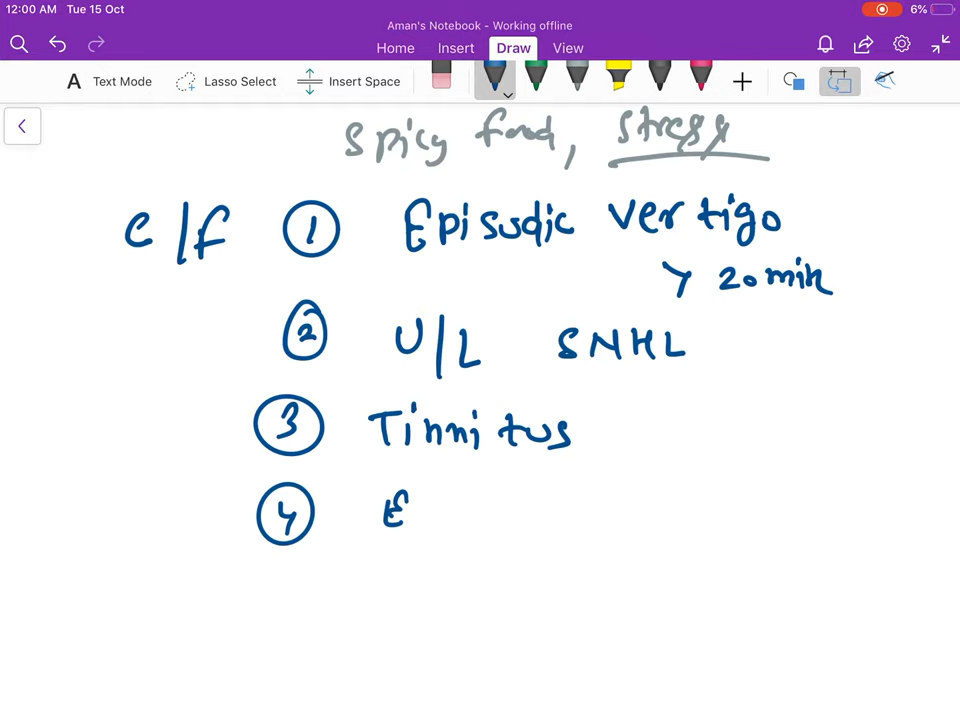 12:00 AM Tue 15 Oct 6%
Aman's Notebook - Working offline
Home Insert Draw View
A Text Mode Lasso Select Insert Space
Spicy food, stress
C/F 1 Episodic vertigo
> 20 min
2 U/L SNHL
3 Tinnitus
4 E